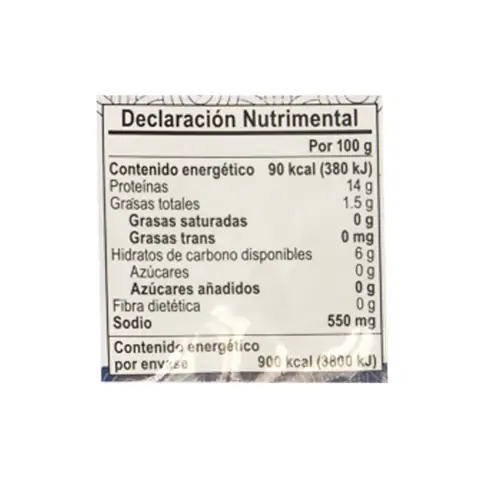 Declaración Nutrimental
Por 100 g
Contenido energético 90 kcal (380 kJ)
Proteínas 14 g
Grasas totales 1.5 g
Grasas saturadas 0 g
Grasas trans 0 mg
Hidratos de carbono disponibles 6 g
Azúcares 0 g
Azúcares añadidos 0 g
Fibra dietética 0 g
Sodio 550 mg
Contenido energético
por envase 900 kcal (3800 kJ)